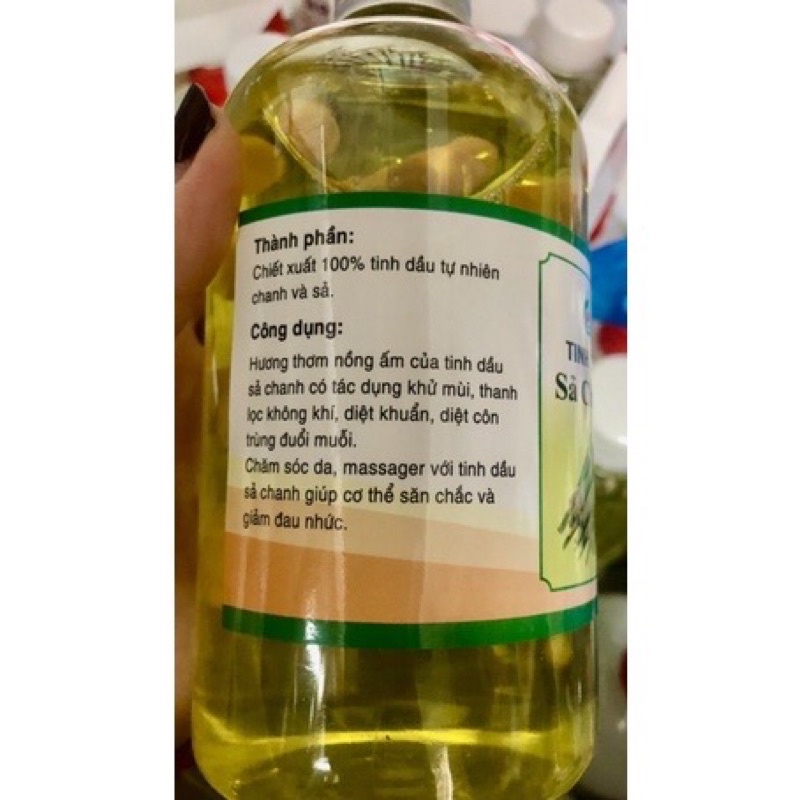 Thành phần:
Chiết xuất 100% tinh dầu tự nhiên
chanh và sả.
Công dụng:
Hương thơm nồng ấm của tinh dầu
sả chanh có tác dụng khử mùi, thanh
lọc không khí, diệt khuẩn, diệt côn
trùng đuổi muỗi.
Chăm sóc da, massager với tinh dầu
sả chanh giúp cơ thể săn chắc và
giảm đau nhức.
TINH
Sả